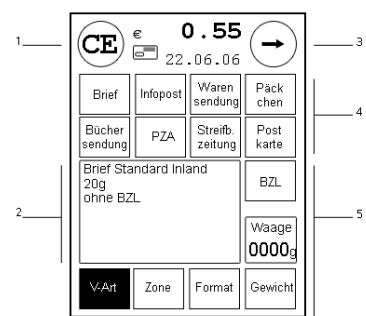 1
CE
€ 0.55
22.06.06
→
3
Brief
Infopost
Waren
sendung
Päck
chen
4
Bücher
sendung
PZA
Streifb.
zeitung
Post
karte
2
Brief Standard Inland
20g
ohne BZL
BZL
5
Waage
0000g
V-Art
Zone
Format
Gewicht